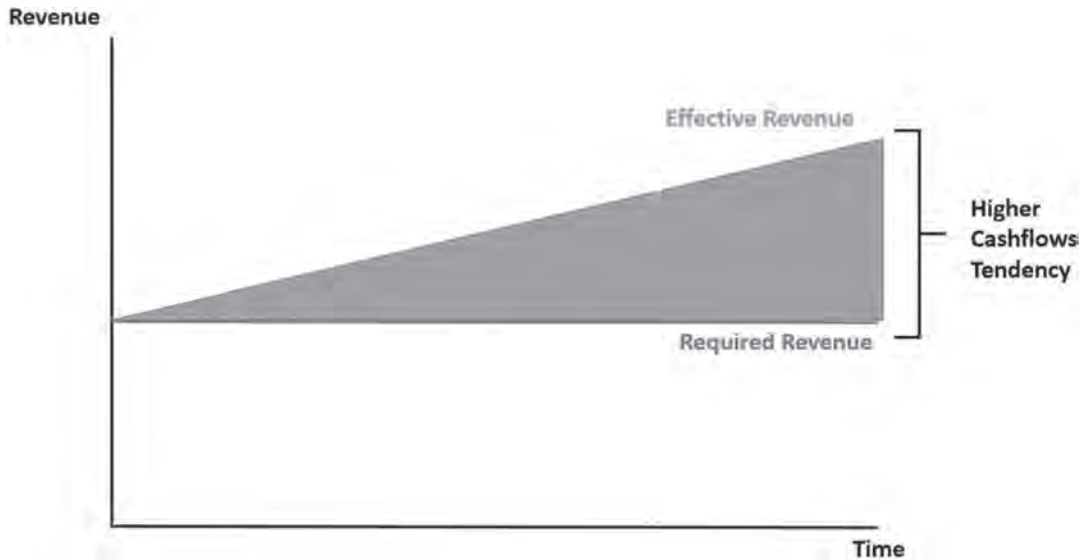 Revenue
Effective Revenue
Higher
Cashflows
Tendency
Required Revenue
Time